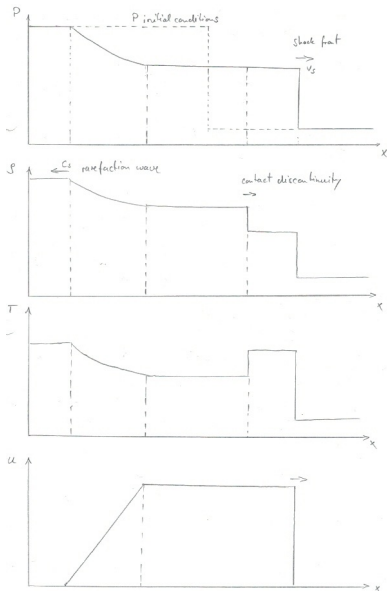 P
P initial conditions
shock front
v_s
x
ρ
c_s rarefaction wave
contact discontinuity
x
T
x
u
x